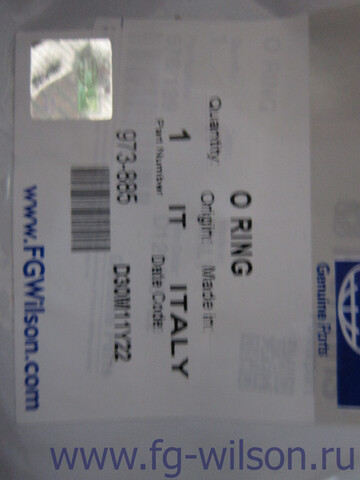 O RING
Quantity: Origin: Made in:
1 IT ITALY
Part Number Date Code:
973-885 D30M11Y22
www.FGWilson.com
Genuine Parts
www.fg-wilson.ru